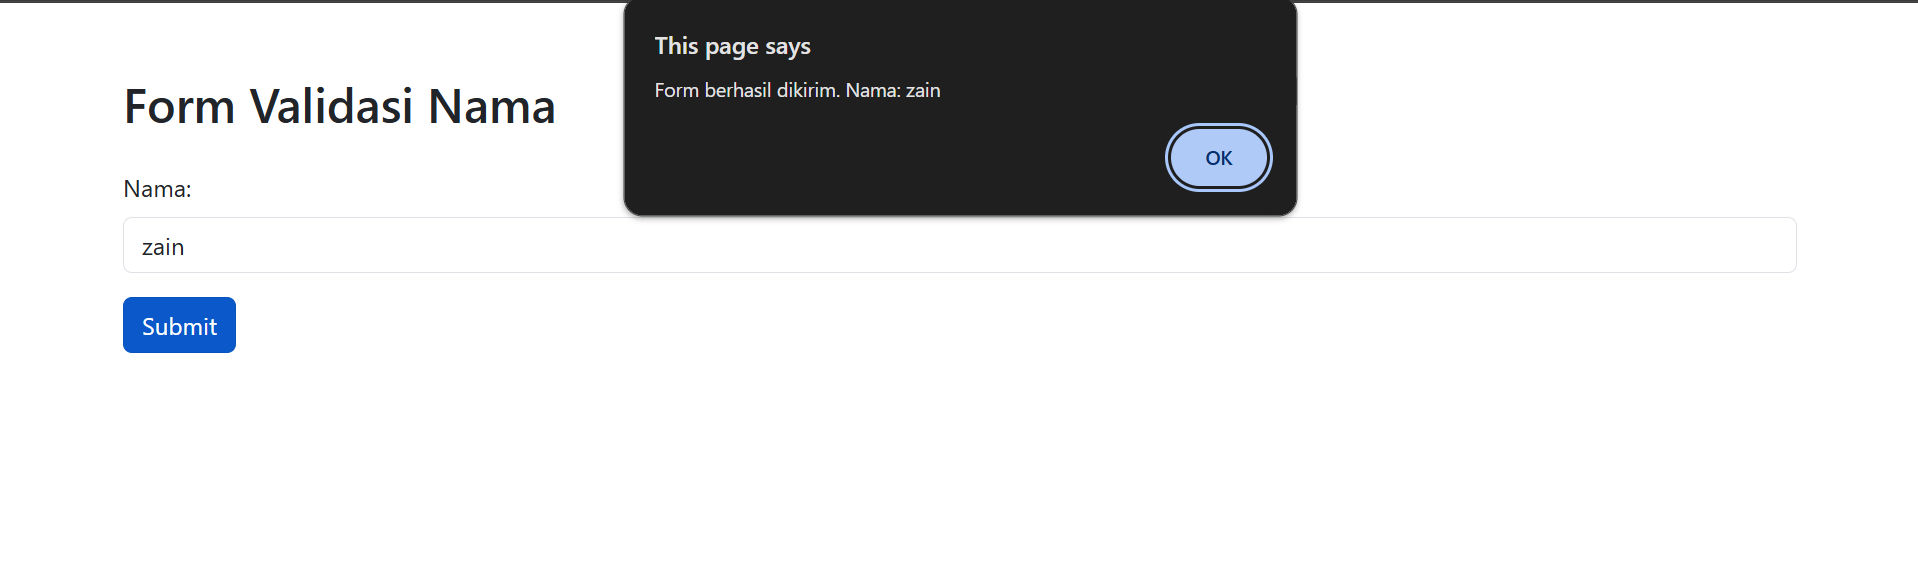 This page says
Form berhasil dikirim. Nama: zain
OK
Form Validasi Nama
Nama:
zain
Submit